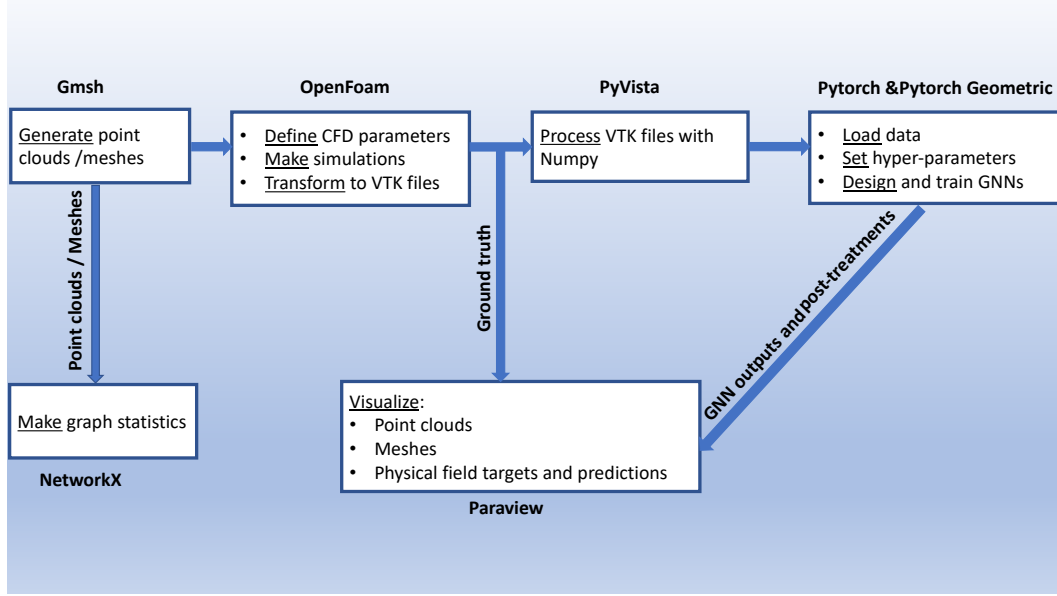 Gmsh
OpenFoam
PyVista
Pytorch &Pytorch Geometric
Generate point
clouds /meshes
• Define CFD parameters
• Make simulations
• Transform to VTK files
Process VTK files with
Numpy
• Load data
• Set hyper-parameters
• Design and train GNNs
Point clouds / Meshes
Ground truth
GNN outputs and post-treatments
Make graph statistics
NetworkX
Visualize:
• Point clouds
• Meshes
• Physical field targets and predictions
Paraview